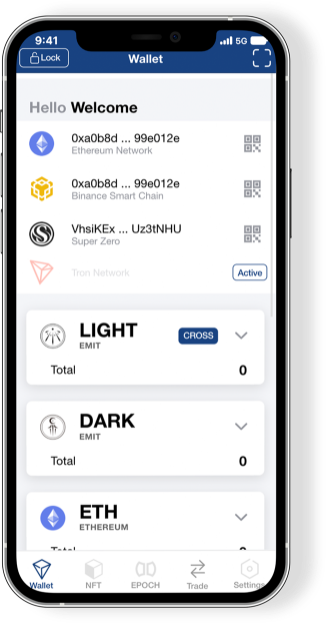 9:41
5G
Lock
Wallet
Hello Welcome
0xa0b8d ... 99e012e
Ethereum Network
0xa0b8d ... 99e012e
Binance Smart Chain
VhsiKEx ... Uz3tNHU
Super Zero
Tron Network
Active
LIGHT
EMIT
CROSS
Total
0
DARK
EMIT
Total
0
ETH
ETHEREUM
Wallet
NFT
EPOCH
Trade
Settings